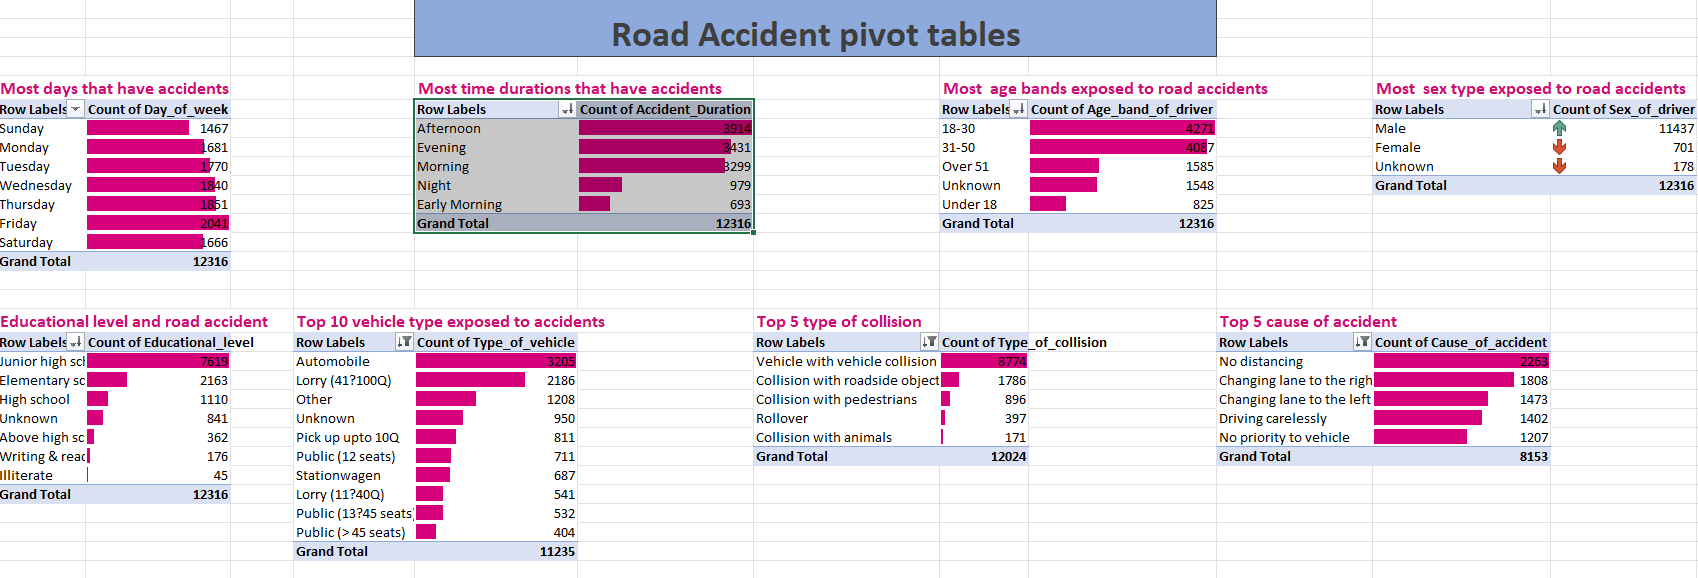 Road Accident pivot tables
Most days that have accidents
Row Labels Count of Day_of_week
Sunday 1467
Monday 1681
Tuesday 1770
Wednesday 1840
Thursday 1851
Friday 2041
Saturday 1666
Grand Total 12316
Most time durations that have accidents
Row Labels Count of Accident_Duration
Afternoon 3914
Evening 3431
Morning 3299
Night 979
Early Morning 693
Grand Total 12316
Most age bands exposed to road accidents
Row Labels Count of Age_band_of_driver
18-30 4271
31-50 4087
Over 51 1585
Unknown 1548
Under 18 825
Grand Total 12316
Most sex type exposed to road accidents
Row Labels Count of Sex_of_driver
Male 11437
Female 701
Unknown 178
Grand Total 12316
Educational level and road accident
Row Labels Count of Educational_level
Junior high scl 7619
Elementary sc 2163
High school 1110
Unknown 841
Above high sc 362
Writing & reac 176
Illiterate 45
Grand Total 12316
Top 10 vehicle type exposed to accidents
Row Labels Count of Type_of_vehicle
Automobile 3205
Lorry (41?100Q) 2186
Other 1208
Unknown 950
Pick up upto 10Q 811
Public (12 seats) 711
Stationwagen 687
Lorry (11?40Q) 541
Public (13?45 seats) 532
Public (> 45 seats) 404
Grand Total 11235
Top 5 type of collision
Row Labels Count of Type_of_collision
Vehicle with vehicle collision 8774
Collision with roadside object 1786
Collision with pedestrians 896
Rollover 397
Collision with animals 171
Grand Total 12024
Top 5 cause of accident
Row Labels Count of Cause_of_accident
No distancing 2263
Changing lane to the righ 1808
Changing lane to the left 1473
Driving carelessly 1402
No priority to vehicle 1207
Grand Total 8153